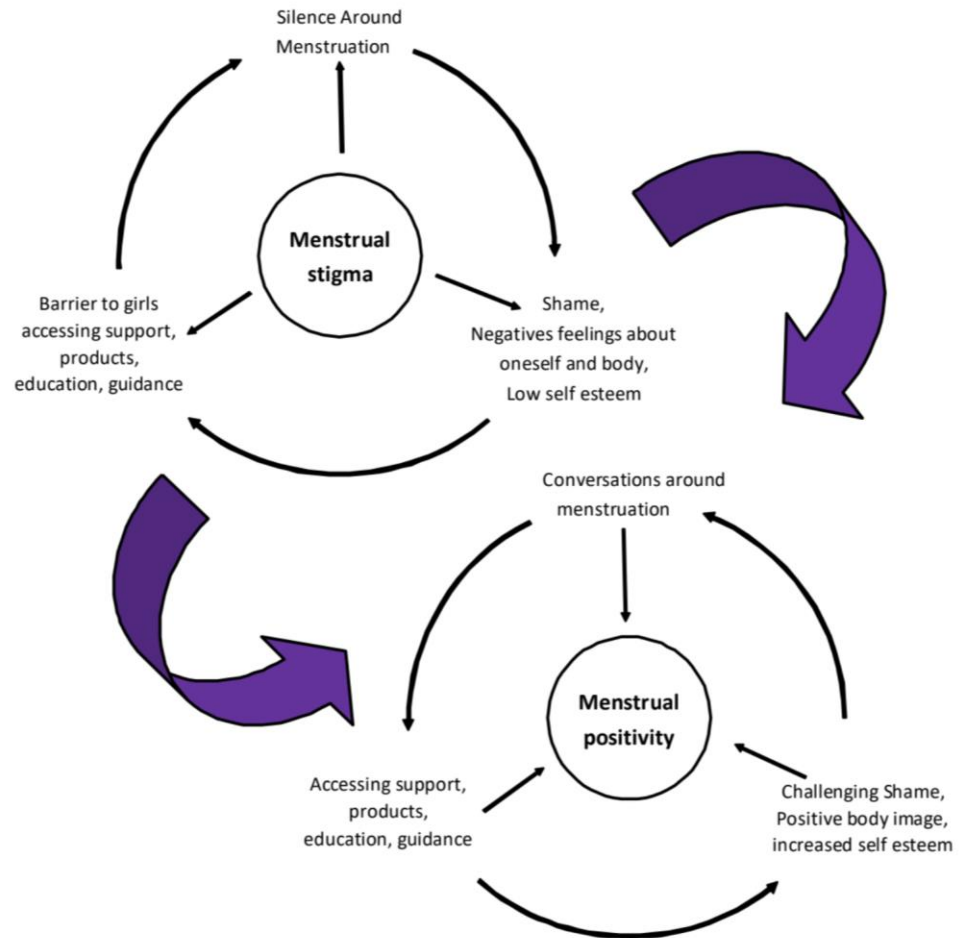 Silence Around
Menstruation
Menstrual
stigma
Barrier to girls
accessing support,
products,
education, guidance
Shame,
Negatives feelings about
oneself and body,
Low self esteem
Conversations around
menstruation
Menstrual
positivity
Accessing support,
products,
education, guidance
Challenging Shame,
Positive body image,
increased self esteem